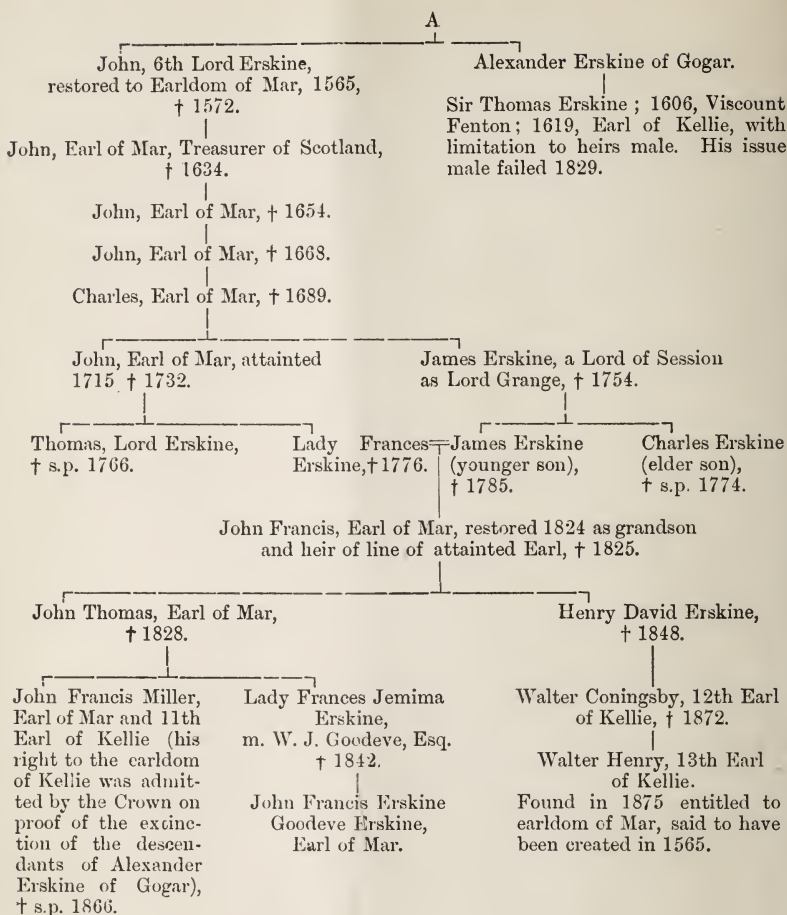 A
John, 6th Lord Erskine,
restored to Earldom of Mar, 1565,
† 1572.
Alexander Erskine of Gogar.
Sir Thomas Erskine ; 1606, Viscount
Fenton ; 1619, Earl of Kellie, with
limitation to heirs male. His issue
male failed 1829.
John, Earl of Mar, Treasurer of Scotland,
† 1634.
John, Earl of Mar, † 1654.
John, Earl of Mar, † 1668.
Charles, Earl of Mar, † 1689.
John, Earl of Mar, attainted
1715 † 1732.
James Erskine, a Lord of Session
as Lord Grange, † 1754.
Thomas, Lord Erskine,
† s.p. 1766.
Lady Frances
Erskine, † 1776.
James Erskine
(younger son),
† 1785.
Charles Erskine
(elder son),
† s.p. 1774.
John Francis, Earl of Mar, restored 1824 as grandson
and heir of line of attainted Earl, † 1825.
John Thomas, Earl of Mar,
† 1828.
Henry David Erskine,
† 1848.
John Francis Miller,
Earl of Mar and 11th
Earl of Kellie (his
right to the earldom
of Kellie was admit-
ted by the Crown on
proof of the extinc-
tion of the descen-
dants of Alexander
Erskine of Gogar),
† s.p. 1866.
Lady Frances Jemima
Erskine,
m. W. J. Goodeve, Esq.
† 1842.
John Francis Erskine
Goodeve Erskine,
Earl of Mar.
Walter Coningsby, 12th Earl
of Kellie, † 1872.
Walter Henry, 13th Earl
of Kellie.
Found in 1875 entitled to
earldom of Mar, said to have
been created in 1565.